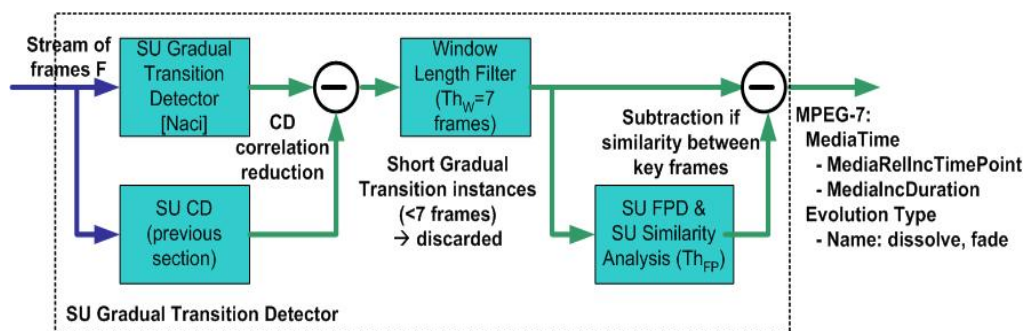 Stream of
frames F
SU Gradual
Transition
Detector
[Naci]
CD
correlation
reduction
SU CD
(previous
section)
Window
Length Filter
(Th_W=7
frames)
Short Gradual
Transition instances
(<7 frames)
→ discarded
Subtraction if
similarity between
key frames
SU FPD &
SU Similarity
Analysis (Th_FP)
MPEG-7:
MediaTime
- MediaRelIncTimePoint
- MediaIncDuration
Evolution Type
- Name: dissolve, fade
SU Gradual Transition Detector